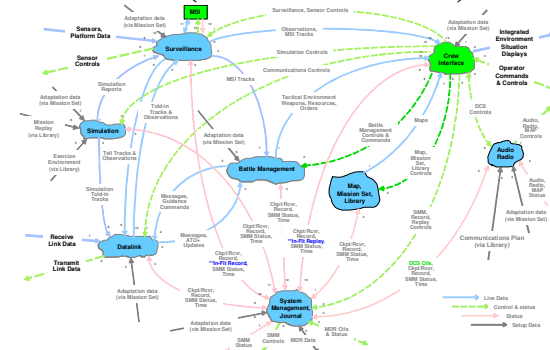 MSI
Surveillance, Sensor Controls
Adaptation data
(via Mission Set)
Adaptation data
(via Mission Set)
Sensors,
Platform Data
Observations,
MSI Tracks
Integrated
Environment
Situation
Displays
Surveillance
Crew
Interface
Simulation Controls
Sensor
Controls
Communications Controls
Operator
Commands
& Controls
MSI Tracks
Simulation
Reports
Adaptation data
(via Mission Set)
Tactical Environment
Weapons, Resources,
Orders
Told-in
Tracks &
Observations
DCS
Controls
Mission
Replay
(via Library)
Simulation
Maps
Audio,
Radio,
MAP
Controls
Battle
Management
Controls &
Commands
Adaptation data
(via Mission Set)
Exercise
Environment
(via Library)
Tell Tracks &
Observations
Map,
Mission
Set,
Library
Controls
Audio
Radio
Battle Management
Map,
Mission Set,
Library
Audio,
Radio,
MAP
Status
Simulation
Told-in
Tracks
Messages,
Guidance
Commands
Adaptation data
(via Mission Set)
SMM,
Record,
Replay
Controls
Receive
Link Data
Datalink
Messages,
ATO+
Updates
Communications Plan
(via Library)
Transmit
Link Data
Ckpt/Rcvr,
Record,
**In-Flt Record,
SMM Status,
Time
Ckpt/Rcvr,
Record,
**In-Flt Replay,
SMM Status,
Time
Ckpt/Rcvr,
Record,
SMM Status,
Time
DCS Ctls,
Ckpt/Rcvr,
Record,
SMM Status,
Time
Adaptation data
(via Mission Set)
Ckpt/Rcvr,
Record,
SMM Status,
Time
System
Management,
Journal
Adaptation data
(via Mission Set)
SMM
Status
SMM
Controls
MDR Data
MDR Ctls
& Status
Live Data
Control & status
Status
Setup Data